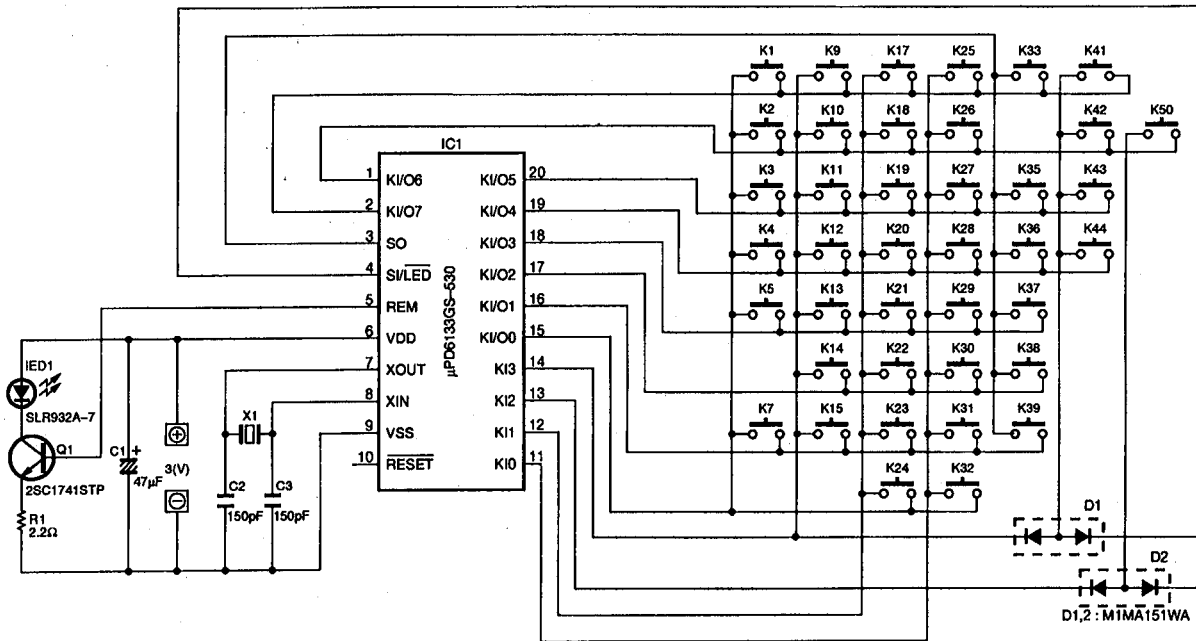 K1 K9 K17 K25 K33 K41
K2 K10 K18 K26 K42 K50
K3 K11 K19 K27 K35 K43
K4 K12 K20 K28 K36 K44
K5 K13 K21 K29 K37
K14 K22 K30 K38
K7 K15 K23 K31 K39
K24 K32
IC1
µPD6133GS-530
1 KI/O6 KI/O5 20
2 KI/O7 KI/O4 19
3 SO KI/O3 18
4 SI/LED KI/O2 17
5 REM KI/O1 16
6 VDD KI/O0 15
7 XOUT KI3 14
8 XIN KI2 13
9 VSS KI1 12
10 RESET KI0 11
IED1
SLR932A-7
Q1
2SC1741STP
R1
2.2Ω
C1 +
47µF
+
3(V)
−
X1
C2
150pF
C3
150pF
D1
D2
D1,2 : M1MA151WA